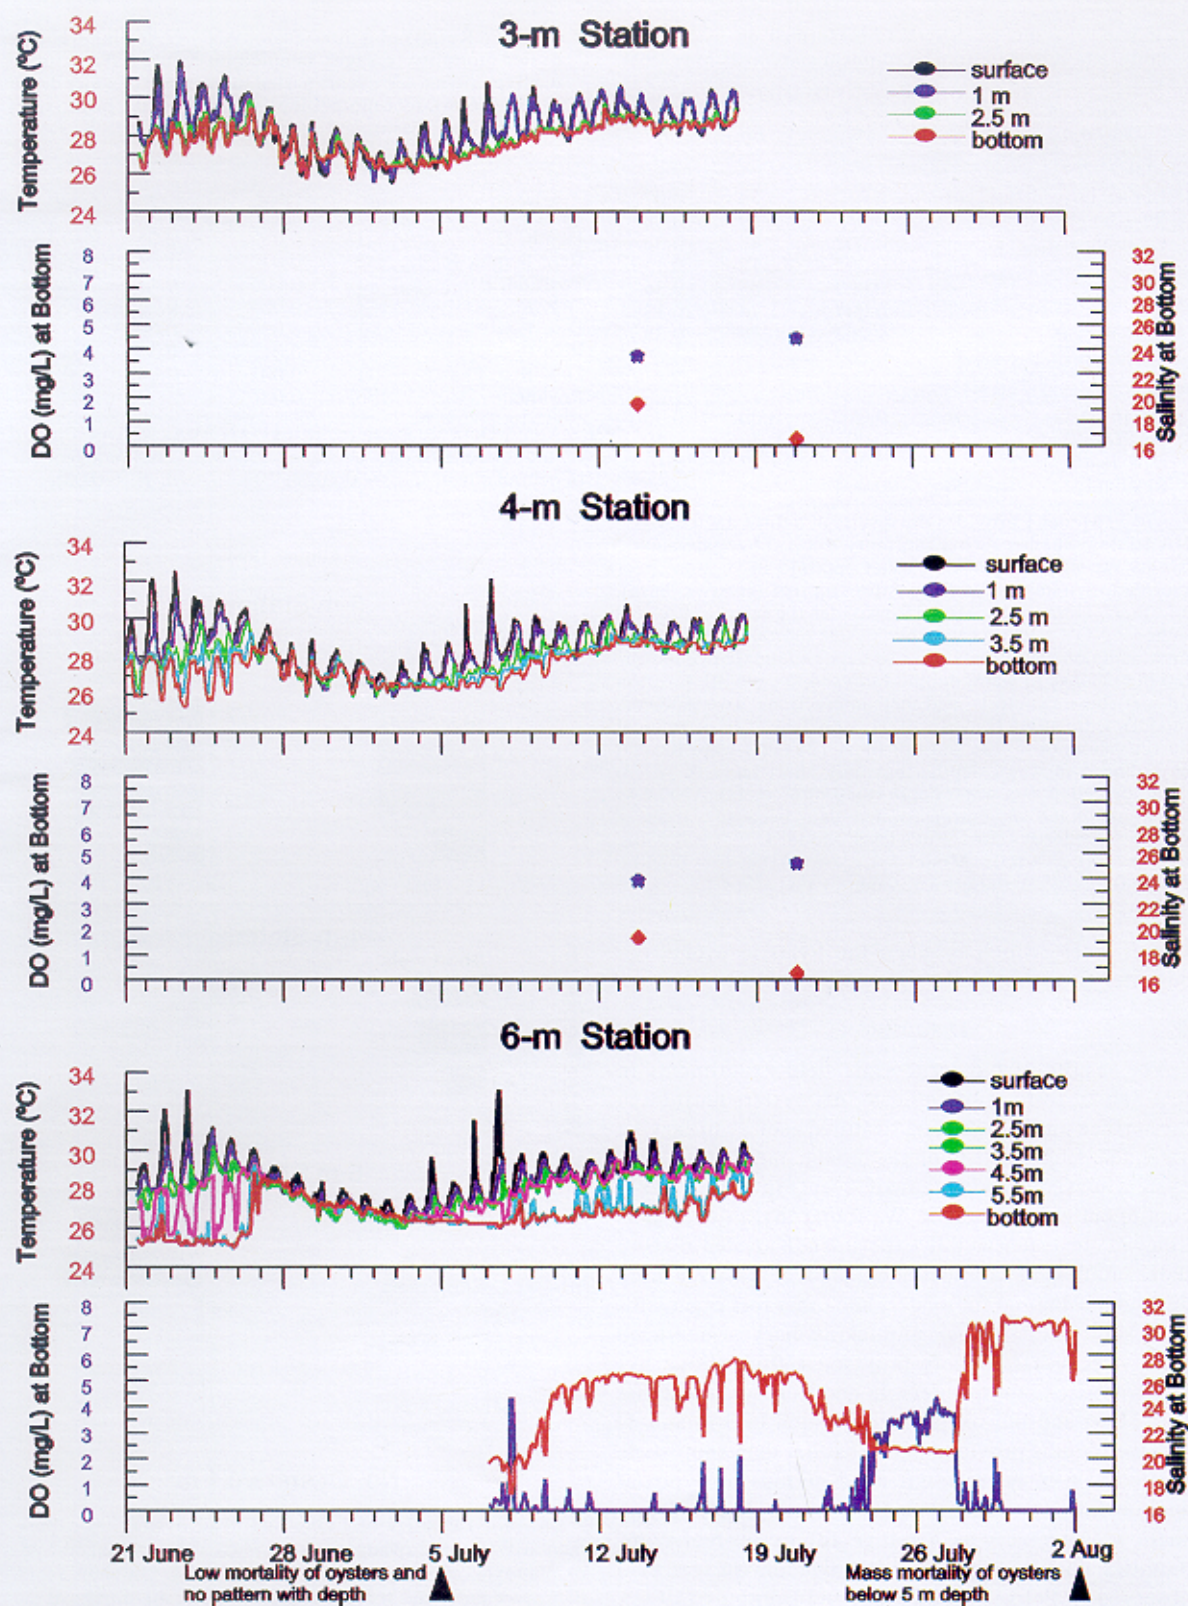 3-m Station
Temperature (ºC)
34
32
30
28
26
24
surface
1 m
2.5 m
bottom
DO (mg/L) at Bottom
8
7
6
5
4
3
2
1
0
32
30
28
26
24
22
20
18
16
Salinity at Bottom
4-m Station
Temperature (ºC)
34
32
30
28
26
24
surface
1 m
2.5 m
3.5 m
bottom
DO (mg/L) at Bottom
8
7
6
5
4
3
2
1
0
32
30
28
26
24
22
20
18
16
Salinity at Bottom
6-m Station
Temperature (ºC)
34
32
30
28
26
24
surface
1m
2.5m
3.5m
4.5m
5.5m
bottom
DO (mg/L) at Bottom
8
7
6
5
4
3
2
1
0
32
30
28
26
24
22
20
18
16
Salinity at Bottom
21 June 28 June 5 July 12 July 19 July 26 July 2 Aug
Low mortality of oysters and
no pattern with depth
Mass mortality of oysters
below 5 m depth